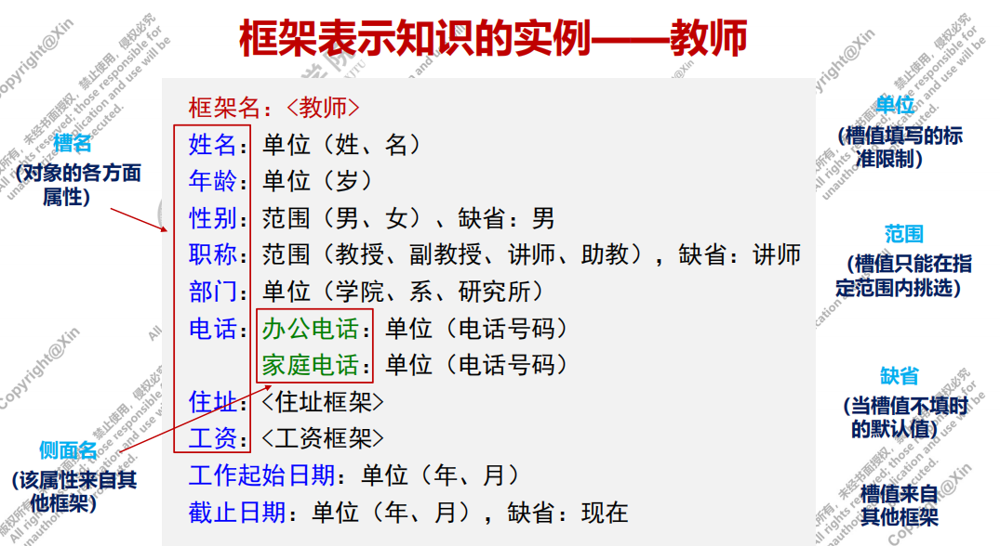 框架表示知识的实例——教师
框架名：<教师>
姓名：单位（姓、名）
年龄：单位（岁）
性别：范围（男、女）、缺省：男
职称：范围（教授、副教授、讲师、助教），缺省：讲师
部门：单位（学院、系、研究所）
电话：办公电话：单位（电话号码）
家庭电话：单位（电话号码）
住址：<住址框架>
工资：<工资框架>
工作起始日期：单位（年、月）
截止日期：单位（年、月），缺省：现在
槽名
（对象的各方面
属性）
侧面名
（该属性来自其
他框架）
单位
（槽值填写的标
准限制）
范围
（槽值只能在指
定范围内挑选）
缺省
（当槽值不填时
的默认值）
槽值来自
其他框架
Copyright@Xin
Copyright@Xin